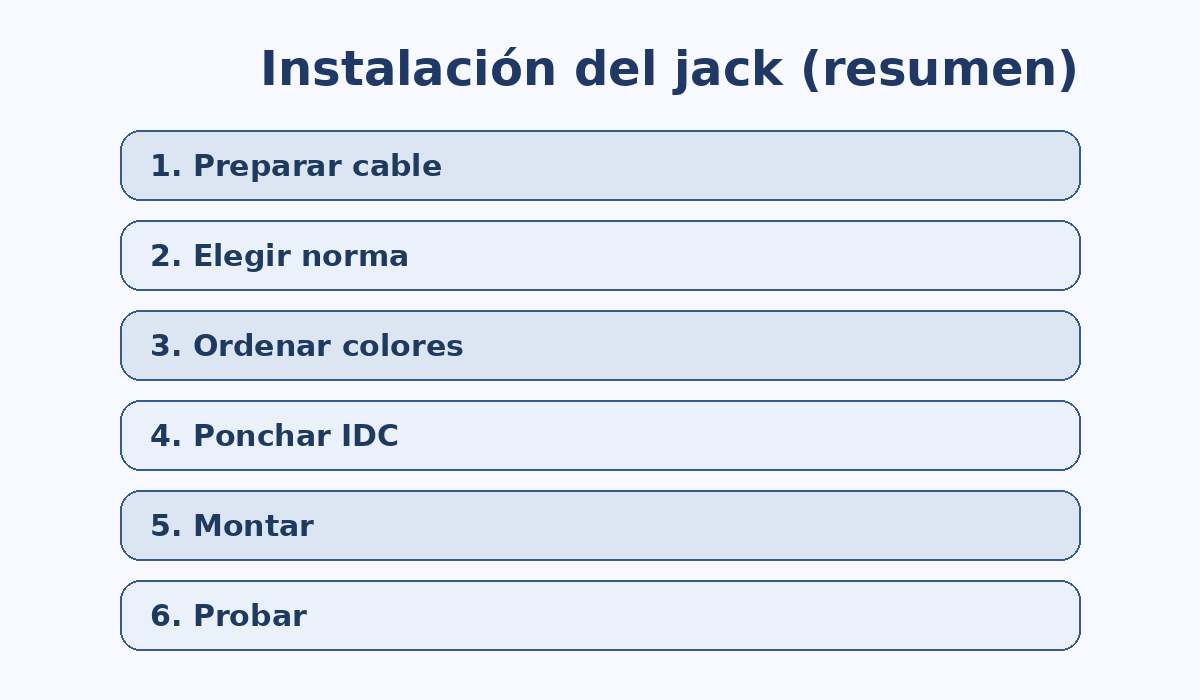 Instalación del jack (resumen)
1. Preparar cable
2. Elegir norma
3. Ordenar colores
4. Ponchar IDC
5. Montar
6. Probar